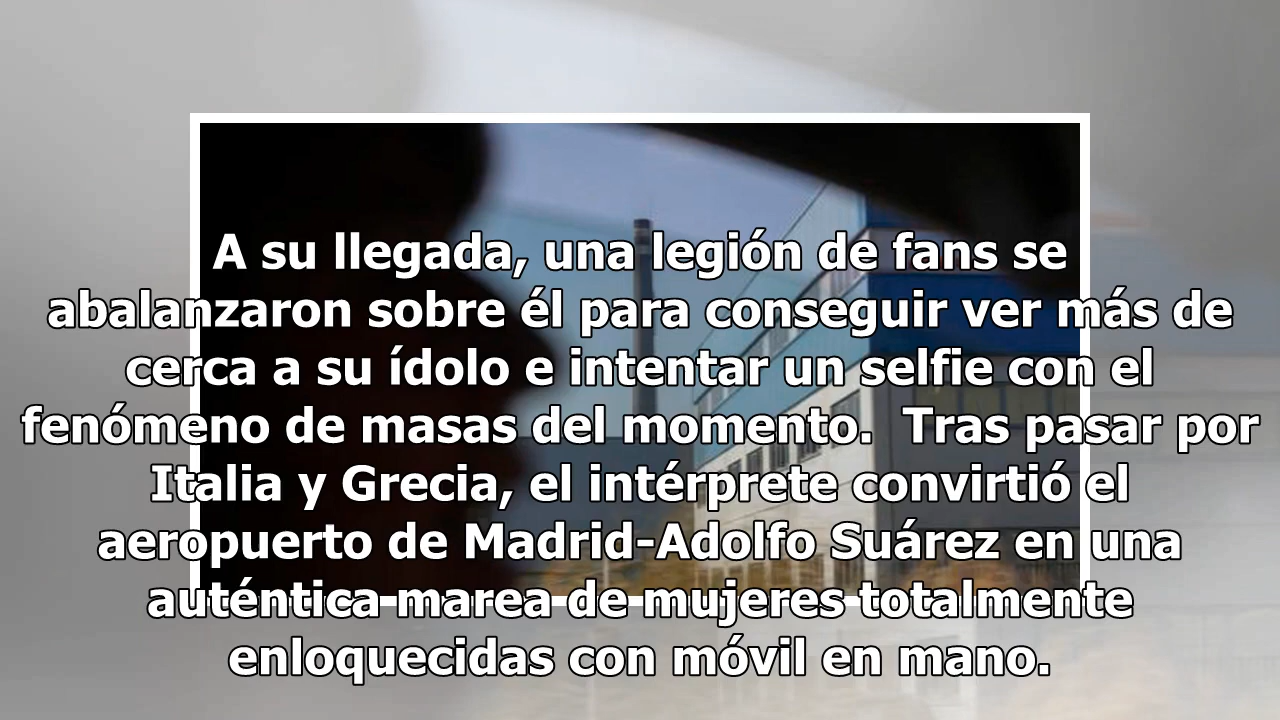 A su llegada, una legión de fans se
abalanzaron sobre él para conseguir ver más de
cerca a su ídolo e intentar un selfie con el
fenómeno de masas del momento.  Tras pasar por
Italia y Grecia, el intérprete convirtió el
aeropuerto de Madrid-Adolfo Suárez en una
auténtica marea de mujeres totalmente
enloquecidas con móvil en mano.